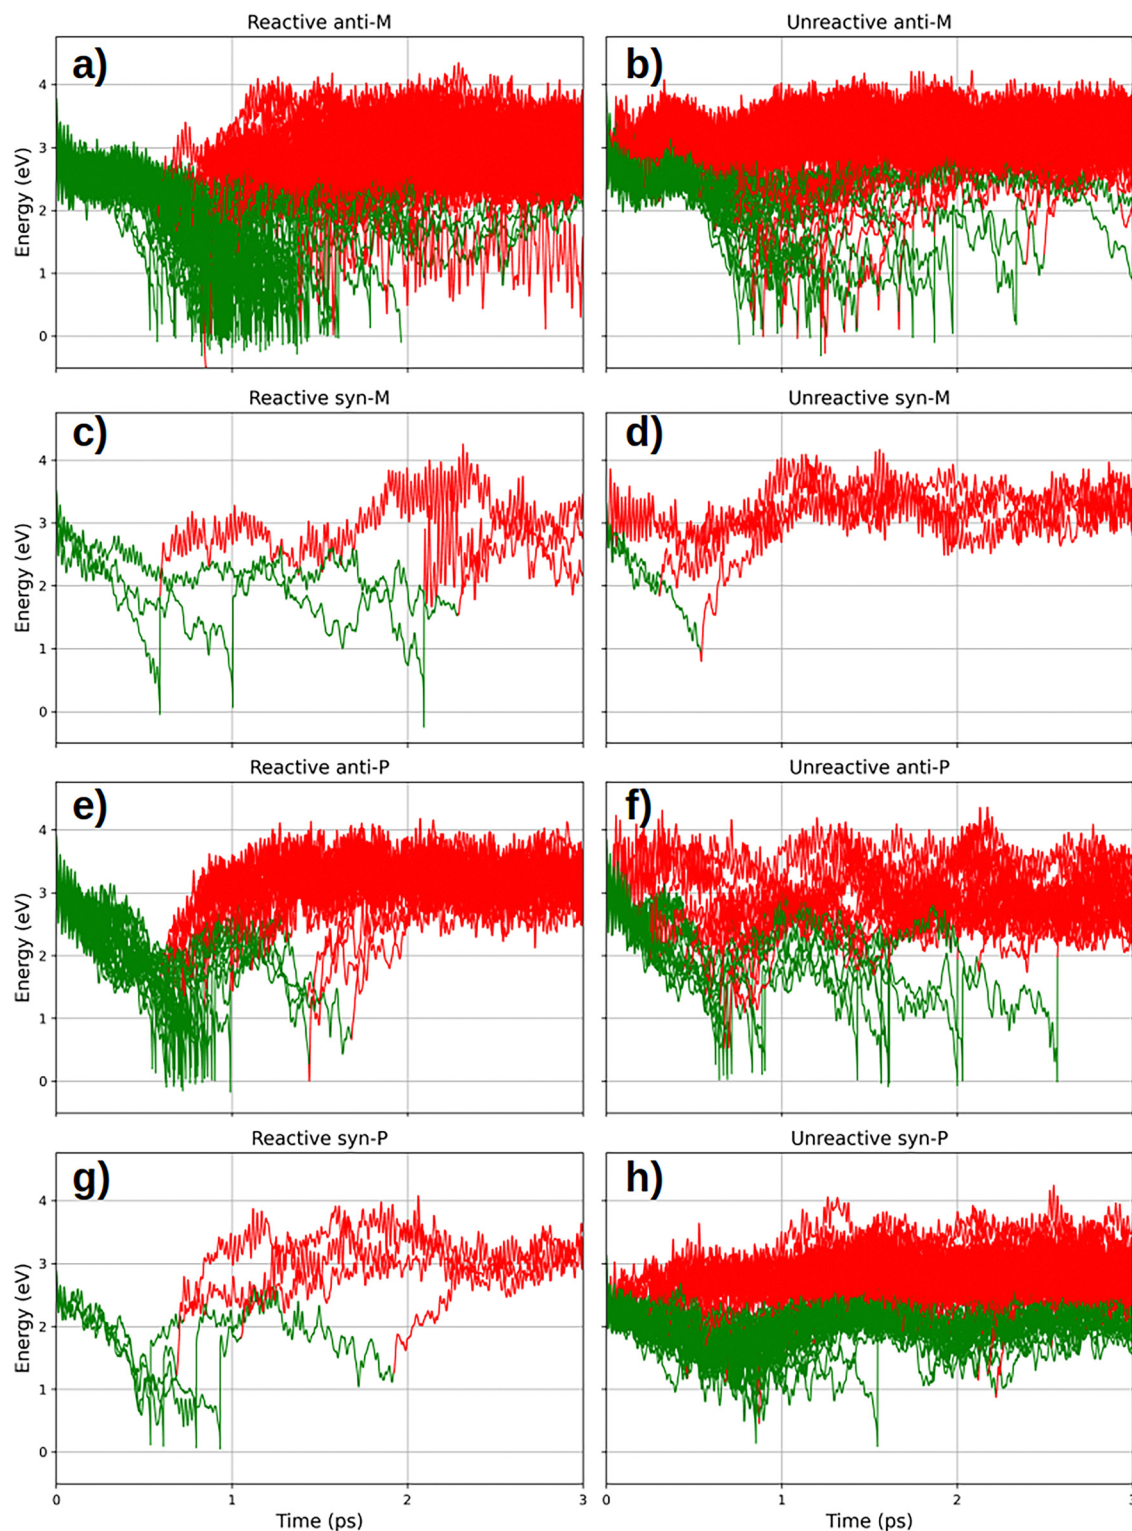 Reactive anti-M
Unreactive anti-M
a)
b)
4
3
2
1
0
Energy (eV)
Reactive syn-M
Unreactive syn-M
c)
d)
4
3
2
1
0
Energy (eV)
Reactive anti-P
Unreactive anti-P
e)
f)
4
3
2
1
0
Energy (eV)
Reactive syn-P
Unreactive syn-P
g)
h)
4
3
2
1
0
Energy (eV)
0 1 2 3
0 1 2 3
Time (ps)
Time (ps)